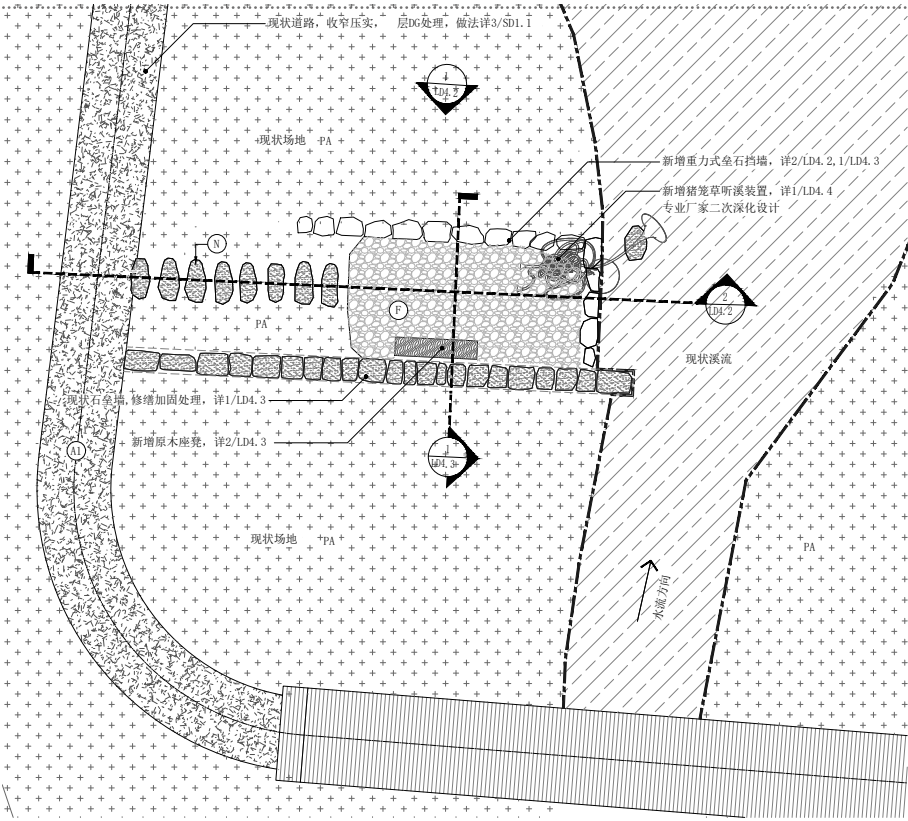 现状道路，收窄压实，　层DG处理，做法详3/SD1.1
LD4.2
现状场地 PA
新增重力式垒石挡墙，详2/LD4.2,1/LD4.3
新增猪笼草听溪装置，详1/LD4.4
专业厂家二次深化设计
N
2
LD4.2
F
PA
现状溪流
现状石垒墙,修缮加固处理，详1/LD4.3
新增原木座凳，详2/LD4.3
A1
1
LD4.3
现状场地 PA
PA
水流方向